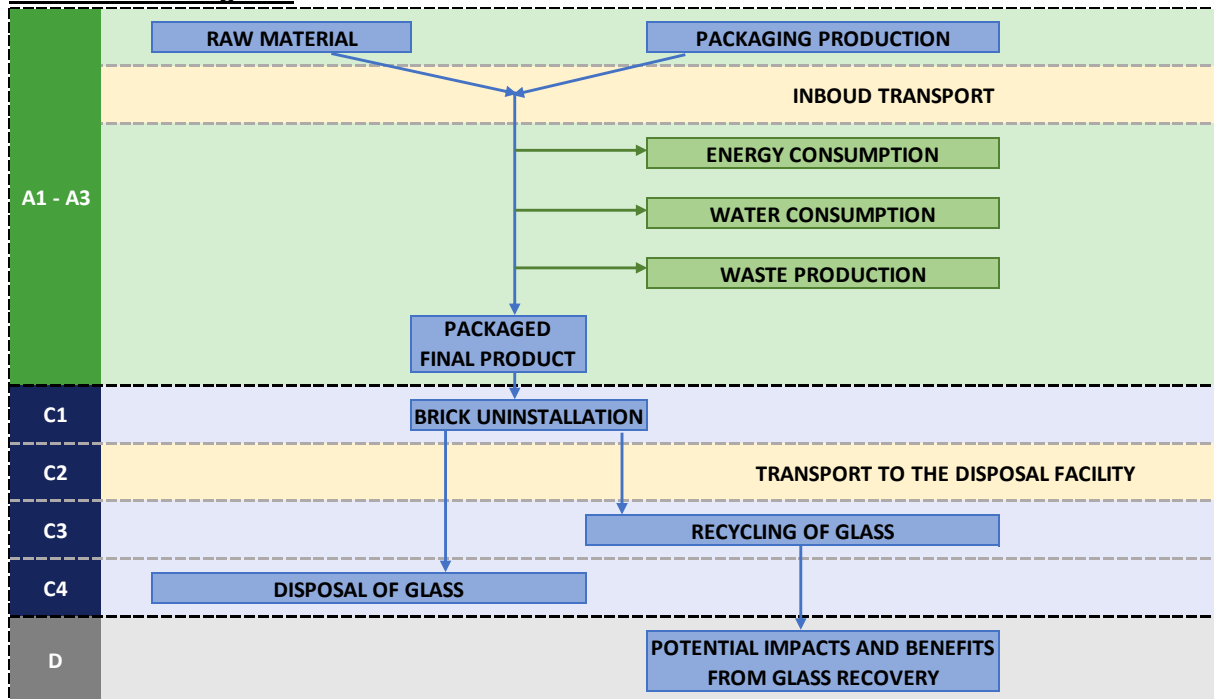 RAW MATERIAL
PACKAGING PRODUCTION
INBOUD TRANSPORT
ENERGY CONSUMPTION
A1 - A3
WATER CONSUMPTION
WASTE PRODUCTION
PACKAGED
FINAL PRODUCT
C1
BRICK UNINSTALLATION
C2
TRANSPORT TO THE DISPOSAL FACILITY
C3
RECYCLING OF GLASS
C4
DISPOSAL OF GLASS
D
POTENTIAL IMPACTS AND BENEFITS
FROM GLASS RECOVERY